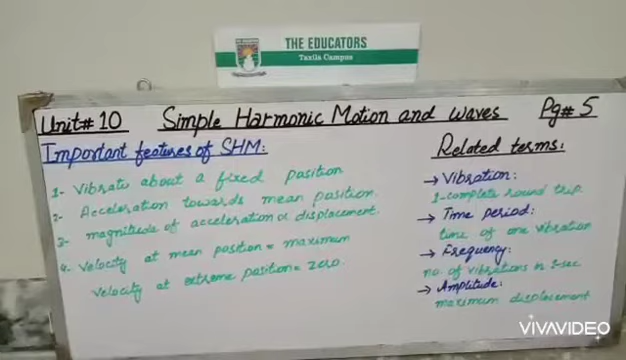 THE EDUCATORS
Taxila Campus
Unit# 10 Simple Harmonic Motion and waves Pg# 5
Important features of SHM:
1- Vibrate about a fixed position
2- Acceleration towards mean position.
3- magnitude of acceleration ∝ displacement.
4. Velocity at mean position = maximum
Velocity at extreme position = zero.
Related terms:
→ Vibration:
1-complete round trip.
→ Time period:
time of one vibration
→ Frequency:
no. of vibrations in 1-sec
→ Amplitude:
maximum displacement
VIVAVIDEO